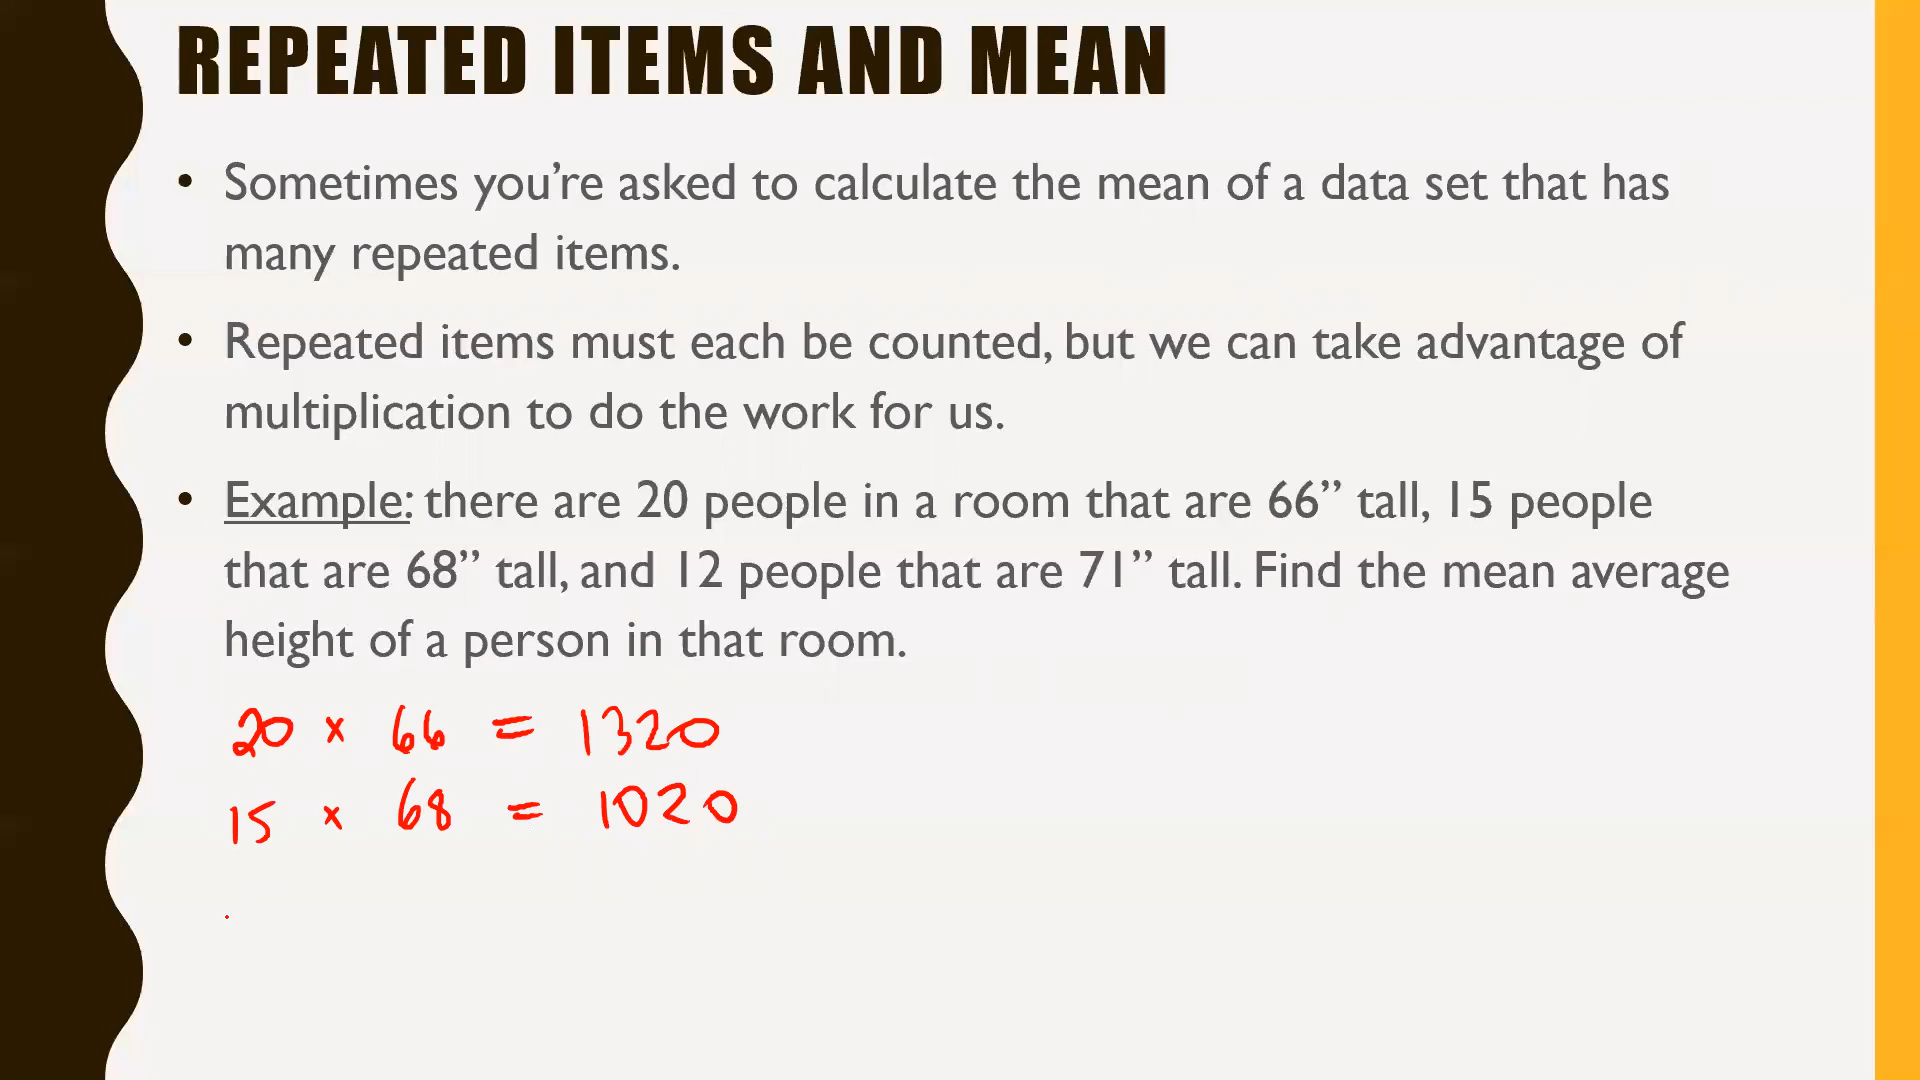 REPEATED ITEMS AND MEAN
• Sometimes you’re asked to calculate the mean of a data set that has
many repeated items.
• Repeated items must each be counted, but we can take advantage of
multiplication to do the work for us.
• Example: there are 20 people in a room that are 66” tall, 15 people
that are 68” tall, and 12 people that are 71” tall. Find the mean average
height of a person in that room.
20 × 66 = 1320
15 × 68 = 1020